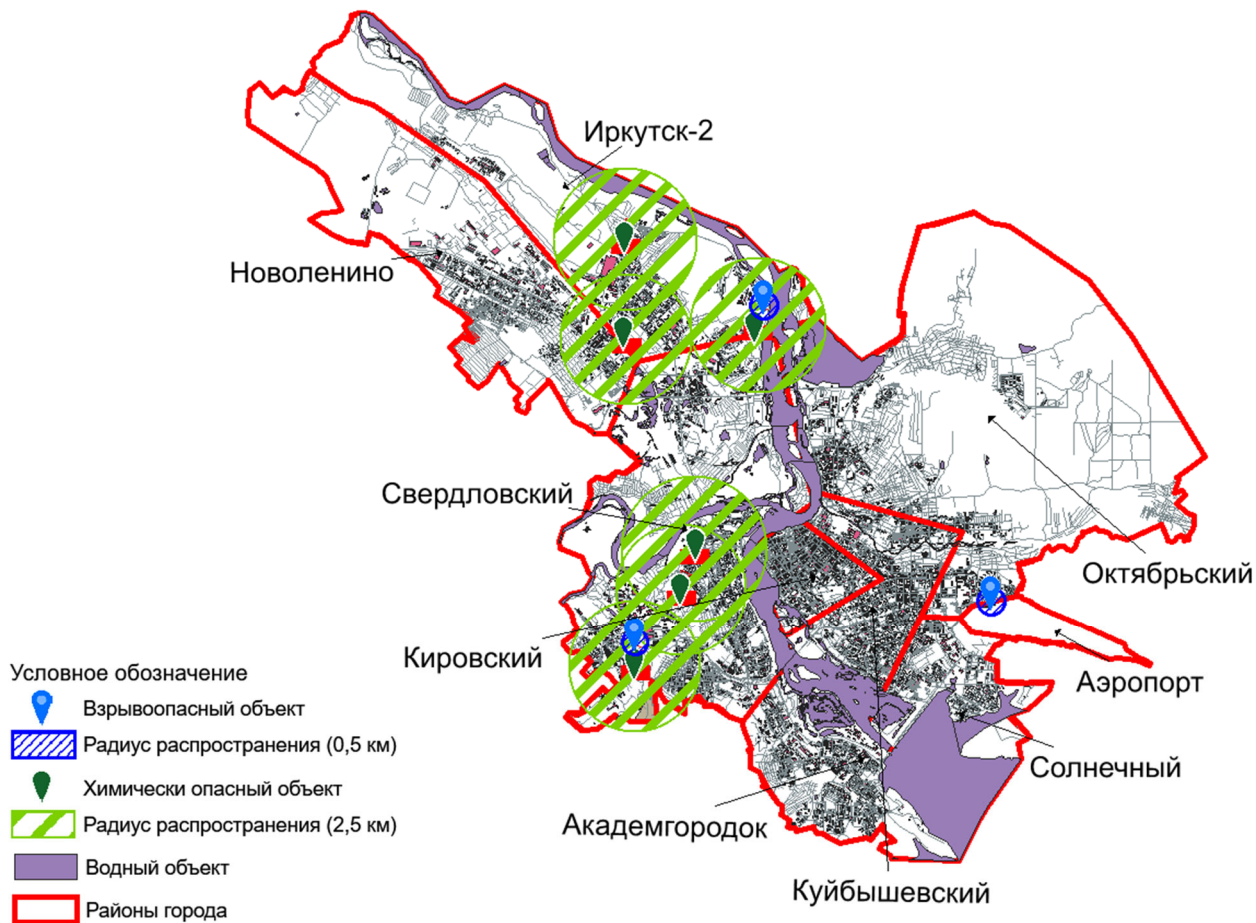 Иркутск-2
Новоленино
Свердловский
Октябрьский
Кировский
Аэропорт
Солнечный
Академгородок
Куйбышевский
Условное обозначение
Взрывоопасный объект
Радиус распространения (0,5 км)
Химически опасный объект
Радиус распространения (2,5 км)
Водный объект
Районы города